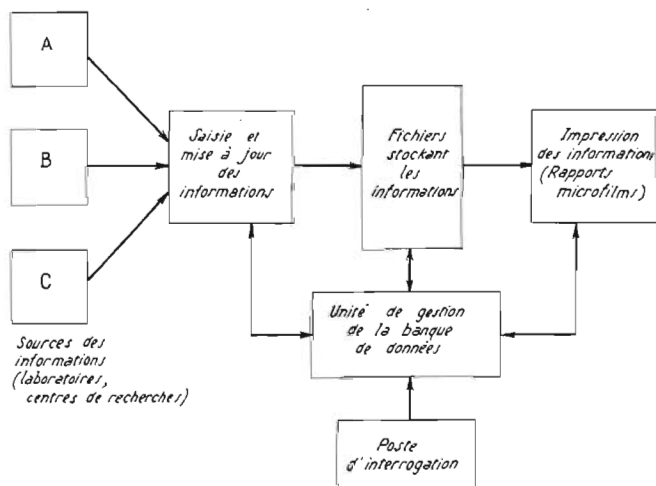 A
B
C
Sources des
informations
(laboratoires,
centres de recherches)
Saisie et
mise à jour
des
informations
Fichiers
stockant
les
informations
Impression
des informations
(Rapports
microfilms)
Unité de gestion
de la banque
de données
Poste
d'interrogation